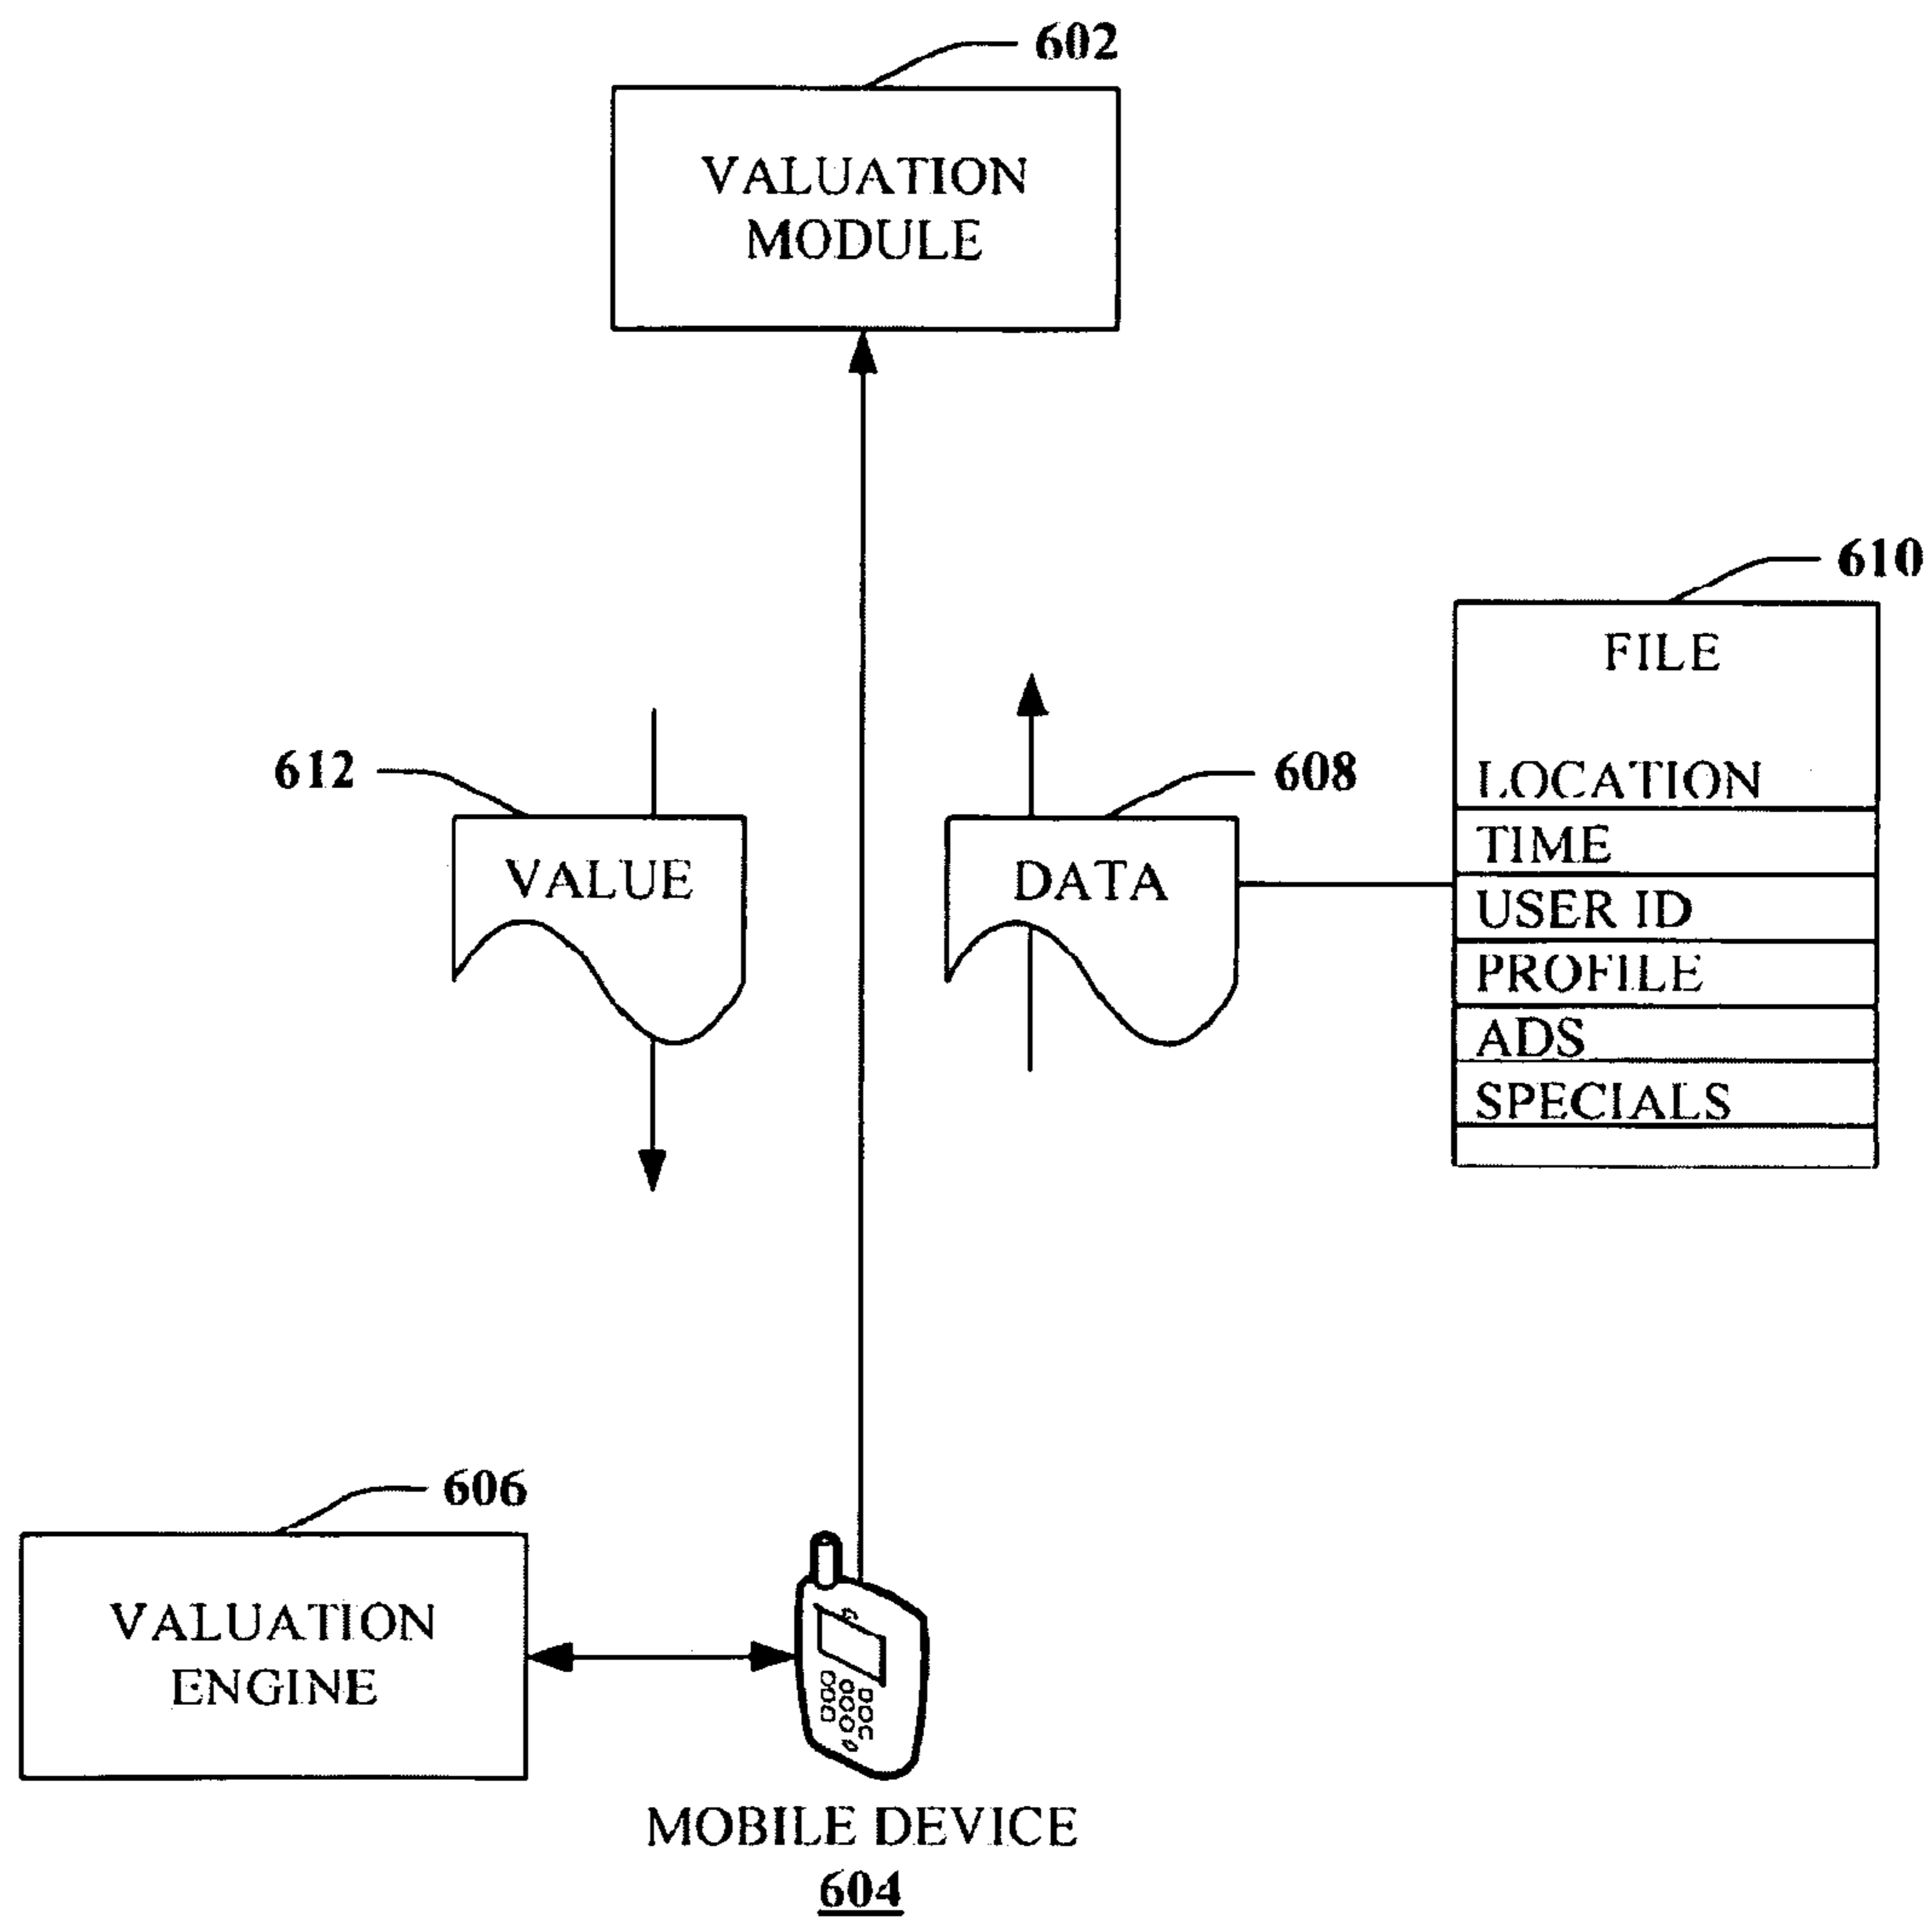 602
VALUATION
MODULE
610
FILE
LOCATION
TIME
USER ID
PROFILE
ADS
SPECIALS
612
VALUE
608
DATA
606
VALUATION
ENGINE
MOBILE DEVICE
604